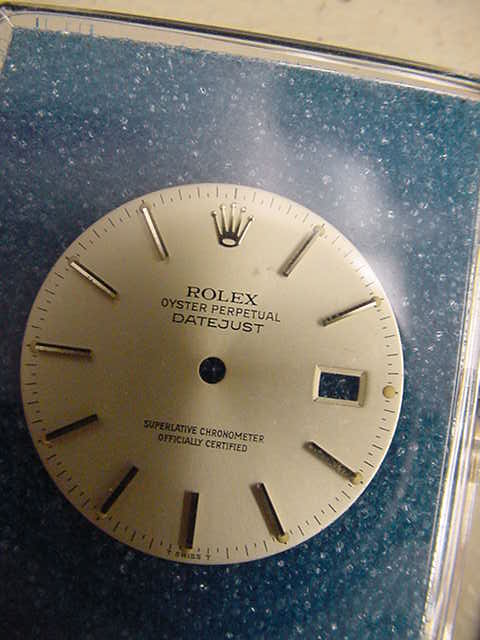 ROLEX
OYSTER PERPETUAL
DATEJUST
SUPERLATIVE CHRONOMETER
OFFICIALLY CERTIFIED
T SWISS T